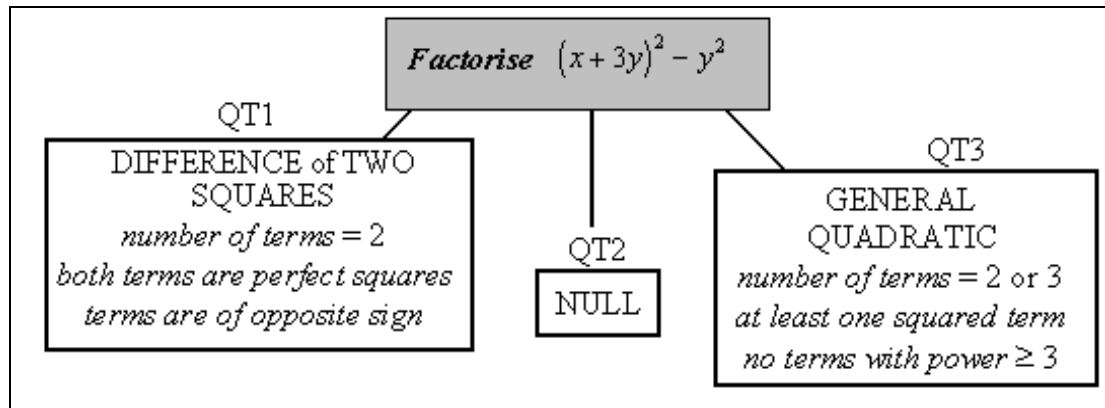 Factorise (x + 3y)² − y²
QT1
DIFFERENCE of TWO
SQUARES
number of terms = 2
both terms are perfect squares
terms are of opposite sign
QT2
NULL
QT3
GENERAL
QUADRATIC
number of terms = 2 or 3
at least one squared term
no terms with power ≥ 3